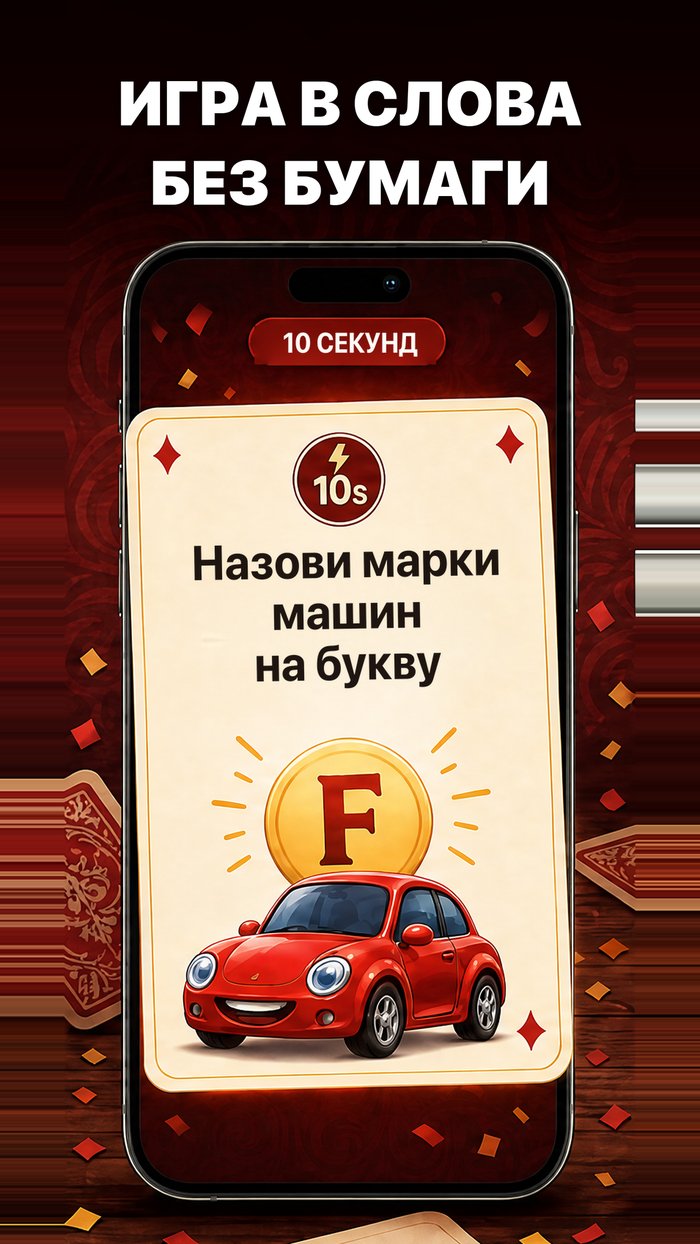 ИГРА В СЛОВА
БЕЗ БУМАГИ
10 СЕКУНД
10s
Назови марки
машин
на букву
F